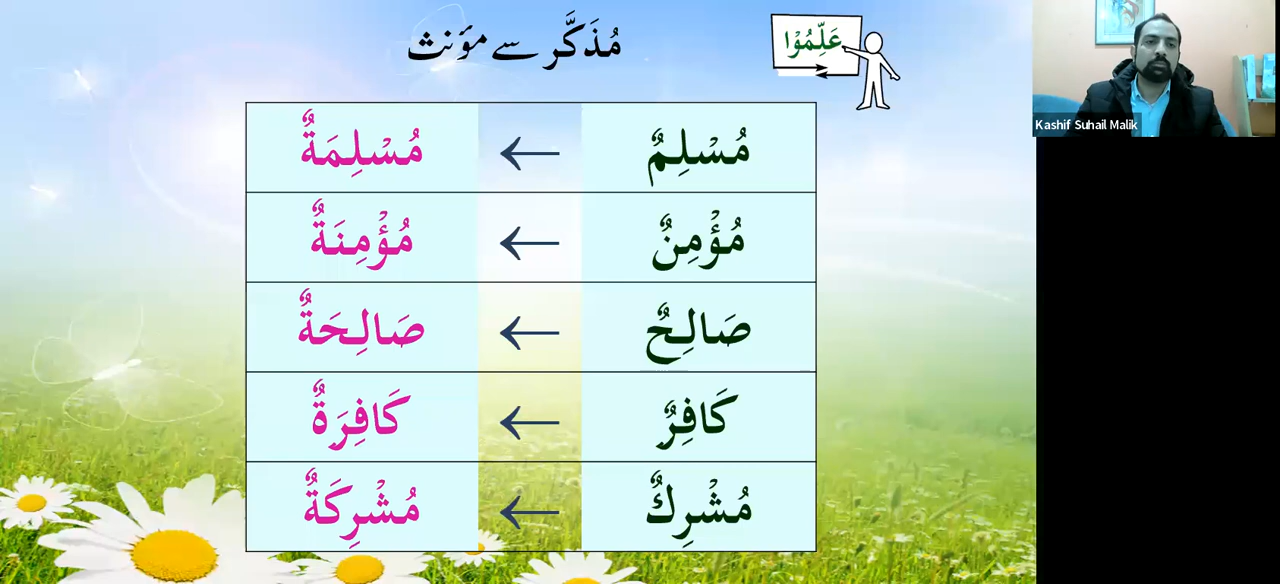 مُذَكَّر سے مؤنث
عَلِّمُوْا
Kashif Suhail Malik
مُسْلِمٌ ← مُسْلِمَةٌ
مُؤْمِنٌ ← مُؤْمِنَةٌ
صَالِحٌ ← صَالِحَةٌ
كَافِرٌ ← كَافِرَةٌ
مُشْرِكٌ ← مُشْرِكَةٌ